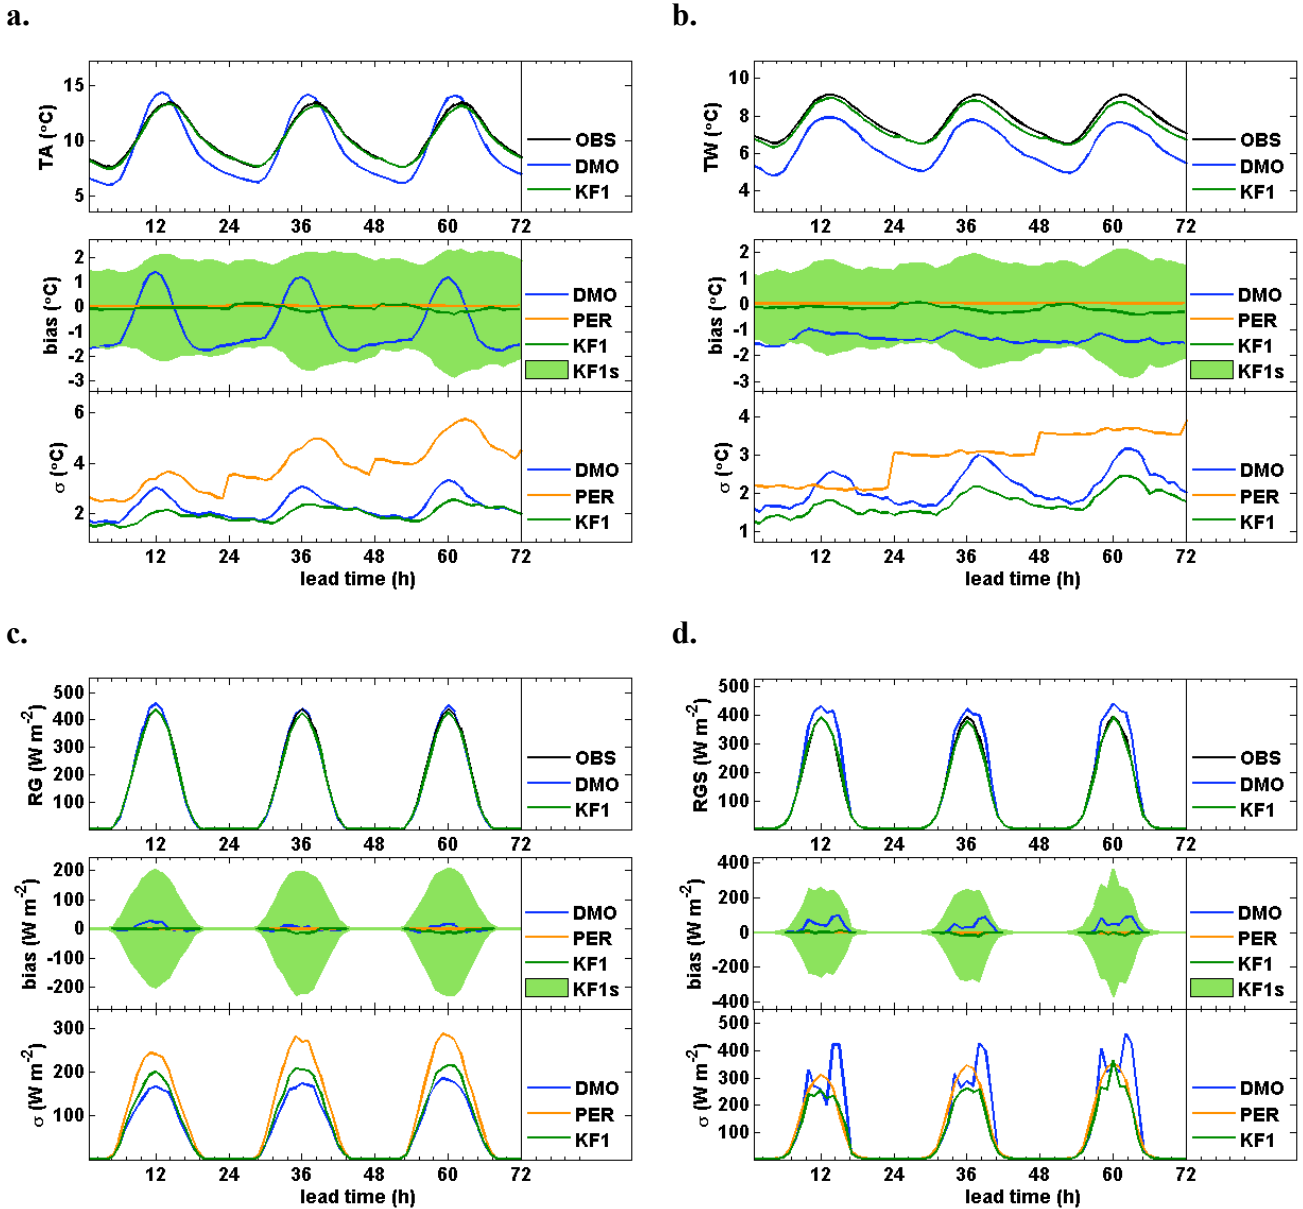 a.
TA (°C)
15
10
5
OBS
DMO
KF1
12 24 36 48 60 72
bias (°C)
2
1
0
-1
-2
-3
DMO
PER
KF1
KF1s
σ (°C)
6
4
2
DMO
PER
KF1
12 24 36 48 60 72
lead time (h)
b.
TW (°C)
10
8
6
4
OBS
DMO
KF1
12 24 36 48 60 72
bias (°C)
2
1
0
-1
-2
-3
DMO
PER
KF1
KF1s
σ (°C)
4
3
2
1
DMO
PER
KF1
12 24 36 48 60 72
lead time (h)
c.
RG (W m-2)
500
400
300
200
100
OBS
DMO
KF1
12 24 36 48 60 72
bias (W m-2)
200
100
0
-100
-200
DMO
PER
KF1
KF1s
σ (W m-2)
300
200
100
DMO
PER
KF1
12 24 36 48 60 72
lead time (h)
d.
RGS (W m-2)
500
400
300
200
100
OBS
DMO
KF1
12 24 36 48 60 72
bias (W m-2)
400
200
0
-200
-400
DMO
PER
KF1
KF1s
σ (W m-2)
500
400
300
200
100
DMO
PER
KF1
12 24 36 48 60 72
lead time (h)